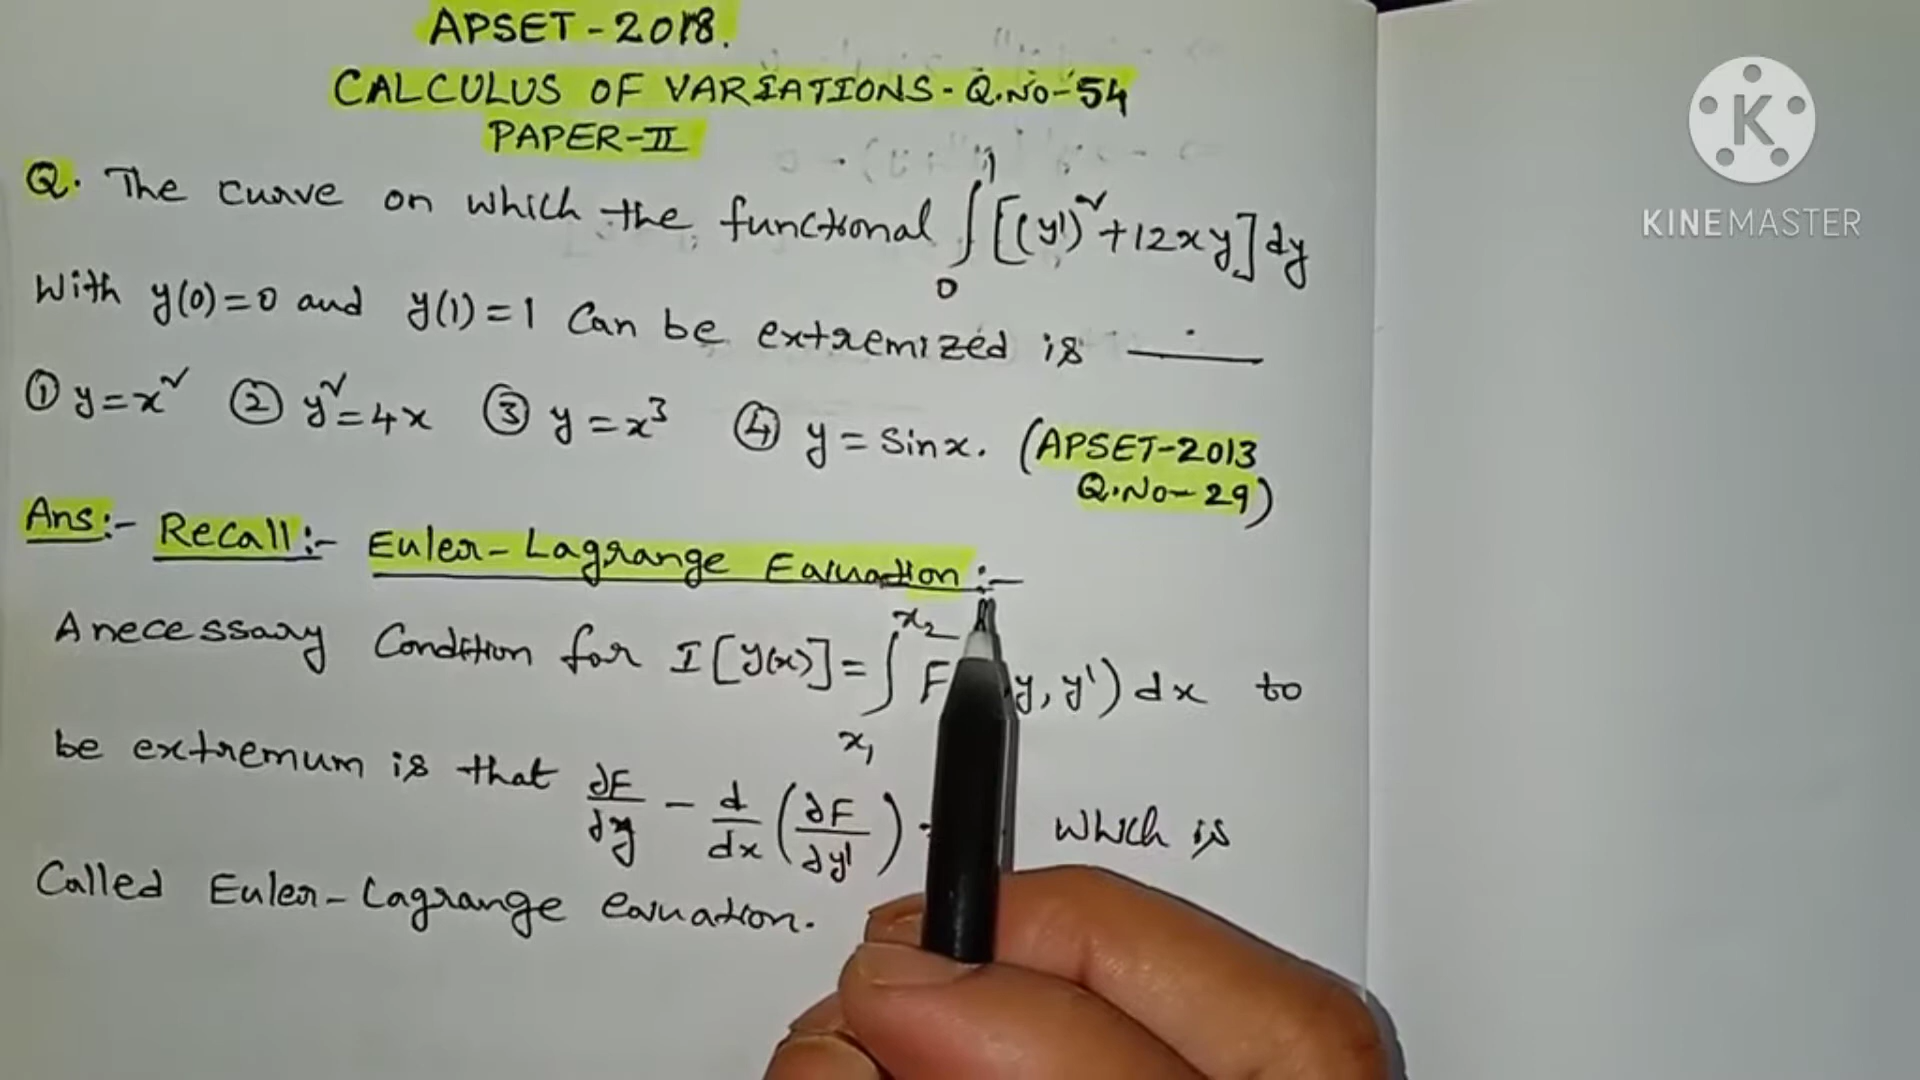 APSET-2018.
CALCULUS OF VARIATIONS-Q.No-54
PAPER-II
Q. The curve on which the functional ∫₀¹ [(y')² + 12xy] dy
With y(0)=0 and y(1)=1 Can be extremized is ———
① y=x² ② y²=4x ③ y=x³ ④ y=Sinx. (APSET-2013
Q.No-29)
Ans:- Recall:- Euler-Lagrange Equation:-
A necessary Condition for I[y(x)] = ∫ F y, y') dx to
x₂
x₁
be extremum is that ∂F/∂y - d/dx (∂F/∂y') which is
Called Euler-Lagrange equation.
K
KINEMASTER